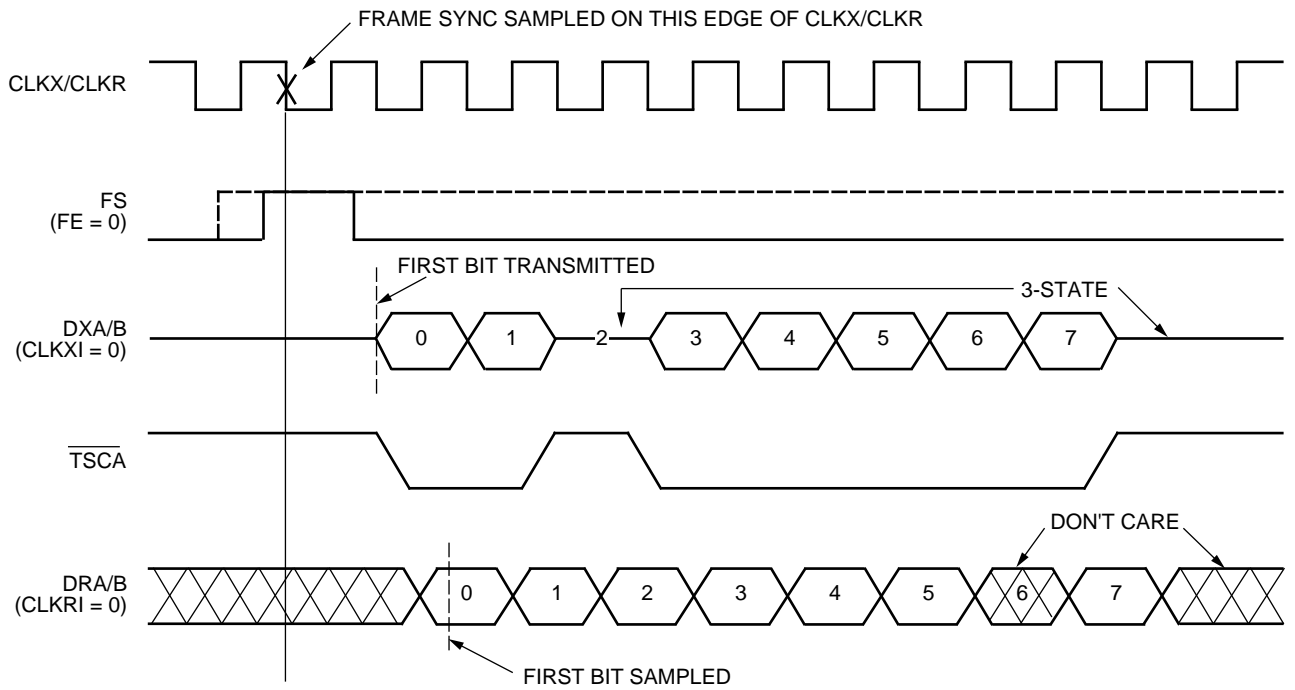 FRAME SYNC SAMPLED ON THIS EDGE OF CLKX/CLKR
CLKX/CLKR
FS
(FE = 0)
FIRST BIT TRANSMITTED
3-STATE
DXA/B
(CLKXI = 0)
0 1 2 3 4 5 6 7
TSCA
DON'T CARE
DRA/B
(CLKRI = 0)
0 1 2 3 4 5 6 7
FIRST BIT SAMPLED